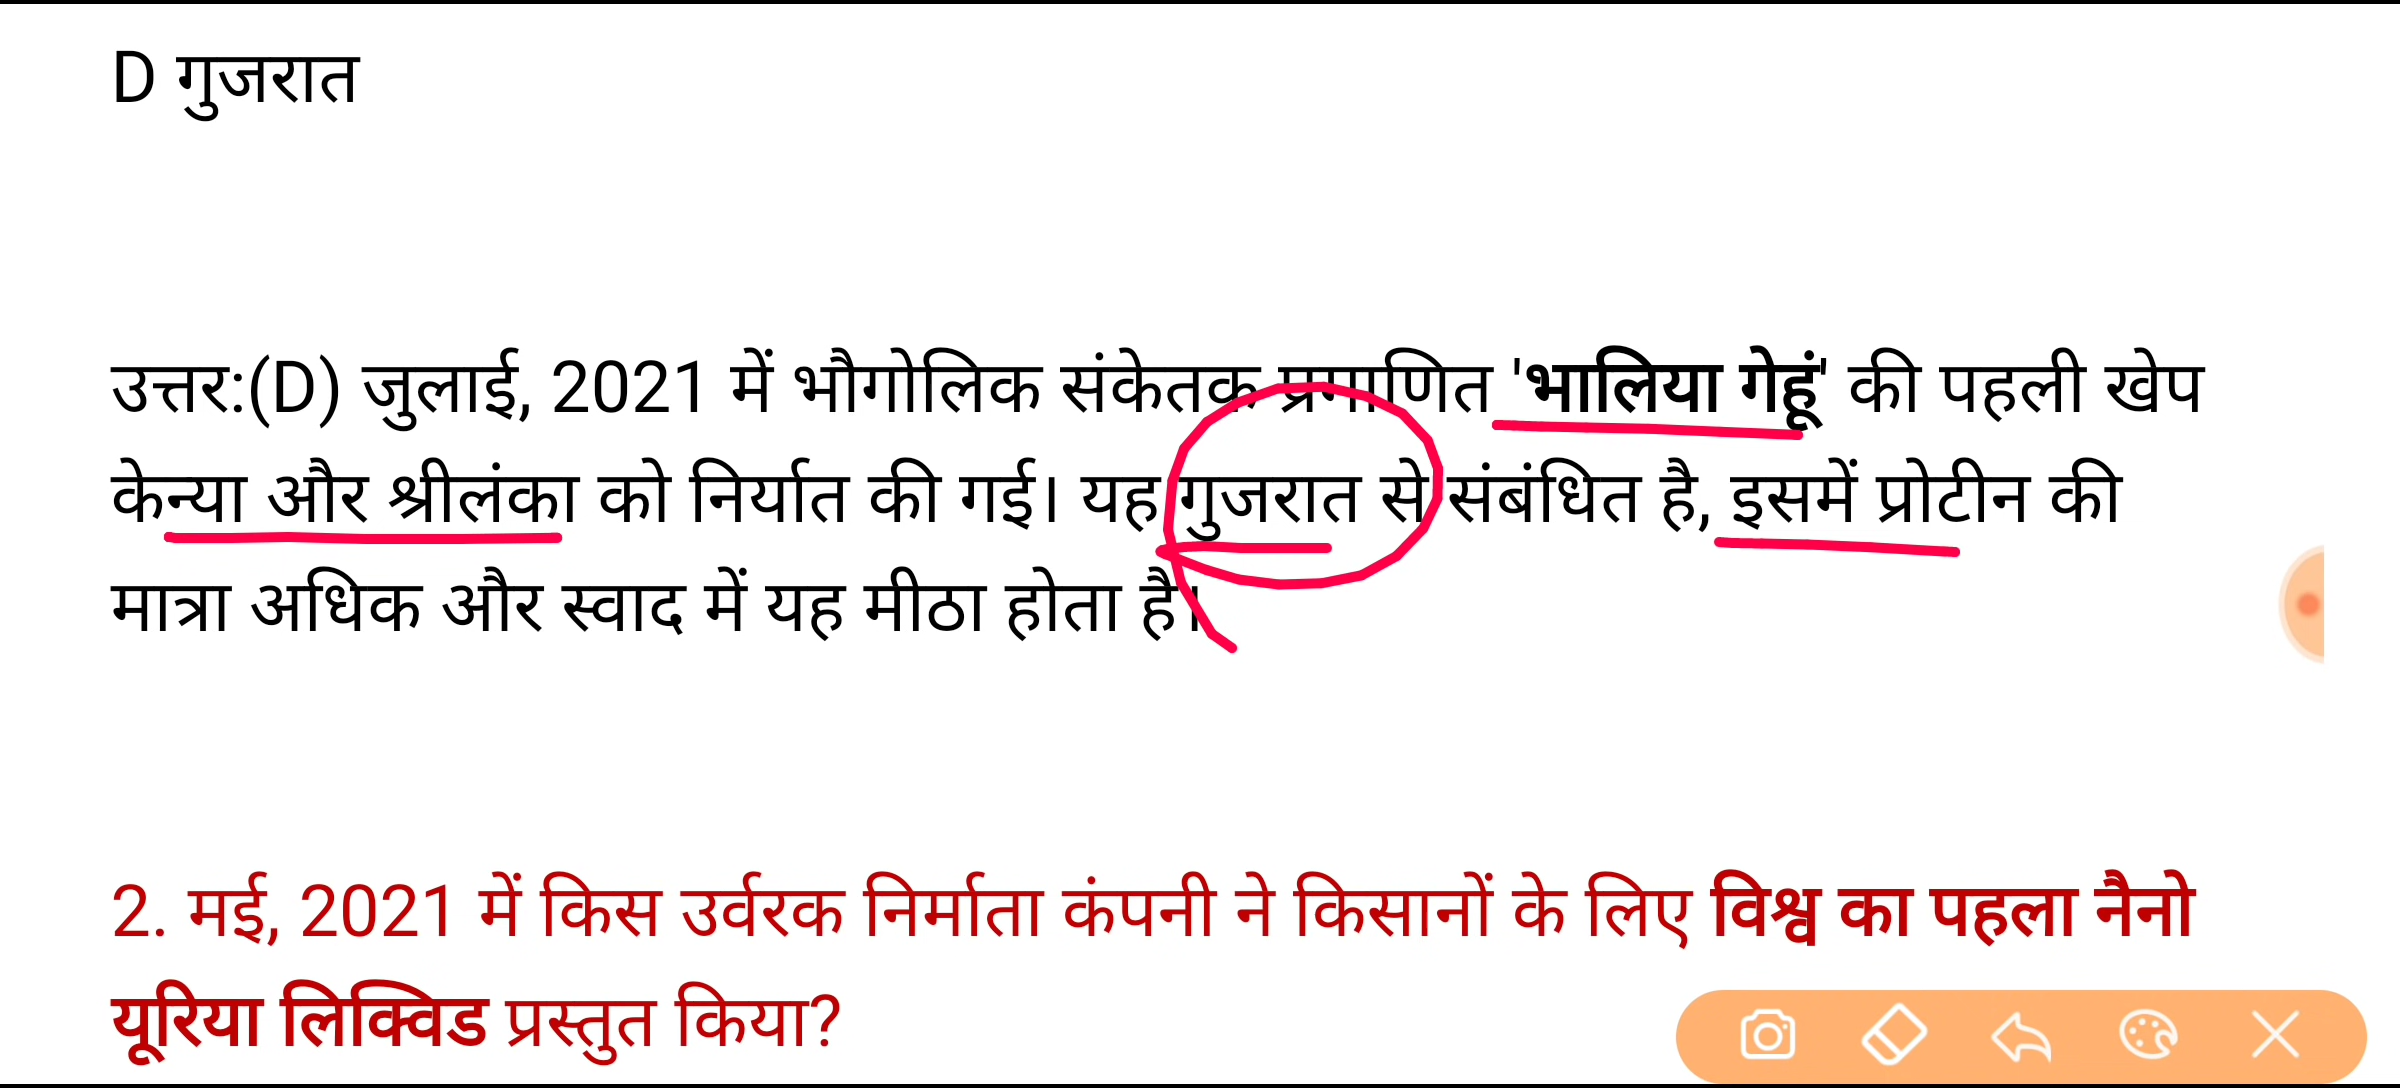 D गुजरात
उत्तर:(D) जुलाई, 2021 में भौगोलिक संकेतक प्रमाणित 'भालिया गेहूं' की पहली खेप
केन्या और श्रीलंका को निर्यात की गई। यह गुजरात से संबंधित है, इसमें प्रोटीन की
मात्रा अधिक और स्वाद में यह मीठा होता है।
2. मई, 2021 में किस उर्वरक निर्माता कंपनी ने किसानों के लिए विश्व का पहला नैनो
यूरिया लिक्विड प्रस्तुत किया?